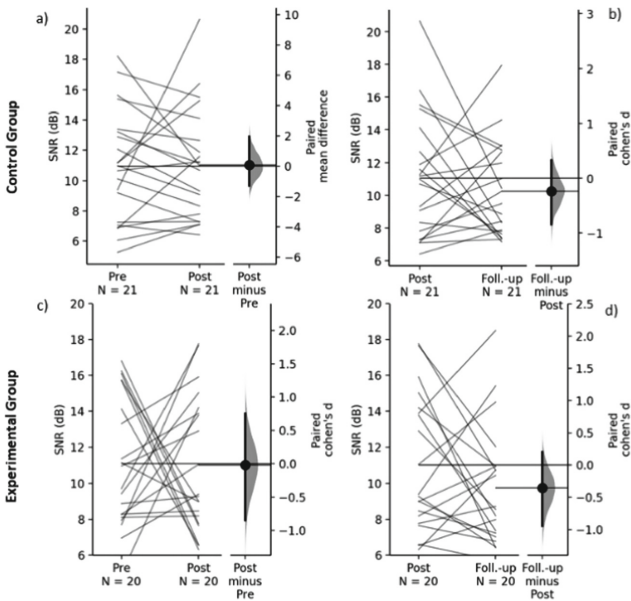 a)
Control Group
SNR (dB)
20
18
16
14
12
10
8
6
Pre
N = 21
Post
N = 21
Post
minus
Pre
10
8
6
4
2
0
−2
−4
−6
Paired
mean difference
b)
SNR (dB)
20
18
16
14
12
10
8
6
Post
N = 21
Foll.-up
N = 21
Foll.-up
minus
Post
3
2
1
0
−1
Paired
cohen's d
c)
Experimental Group
SNR (dB)
20
18
16
14
12
10
8
6
Pre
N = 20
Post
N = 20
Post
minus
Pre
2.0
1.5
1.0
0.5
0.0
−0.5
−1.0
Paired
cohen's d
d)
SNR (dB)
20
18
16
14
12
10
8
6
Post
N = 20
Foll.-up
N = 20
Foll.-up
minus
Post
2.5
2.0
1.5
1.0
0.5
0.0
−0.5
−1.0
Paired
cohen's d